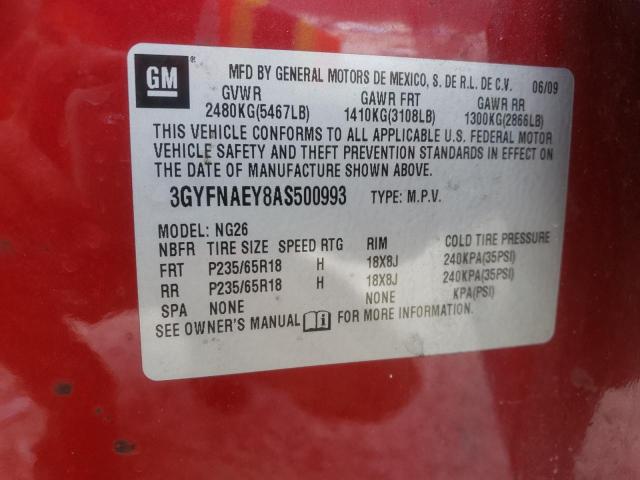 GM
MFD BY GENERAL MOTORS DE MEXICO, S. DE R.L. DE C.V. 06/09
GVWR GAWR FRT GAWR RR
2480KG(5467LB) 1410KG(3108LB) 1300KG(2866LB)
THIS VEHICLE CONFORMS TO ALL APPLICABLE U.S. FEDERAL MOTOR
VEHICLE SAFETY AND THEFT PREVENTION STANDARDS IN EFFECT ON
THE DATE OF MANUFACTURE SHOWN ABOVE.
3GYFNAEY8AS500993 TYPE: M.P.V.
MODEL: NG26
NBFR TIRE SIZE SPEED RTG RIM COLD TIRE PRESSURE
FRT P235/65R18 H 18X8J 240KPA(35PSI)
RR P235/65R18 H 18X8J 240KPA(35PSI)
SPA NONE NONE KPA(PSI)
SEE OWNER'S MANUAL FOR MORE INFORMATION.